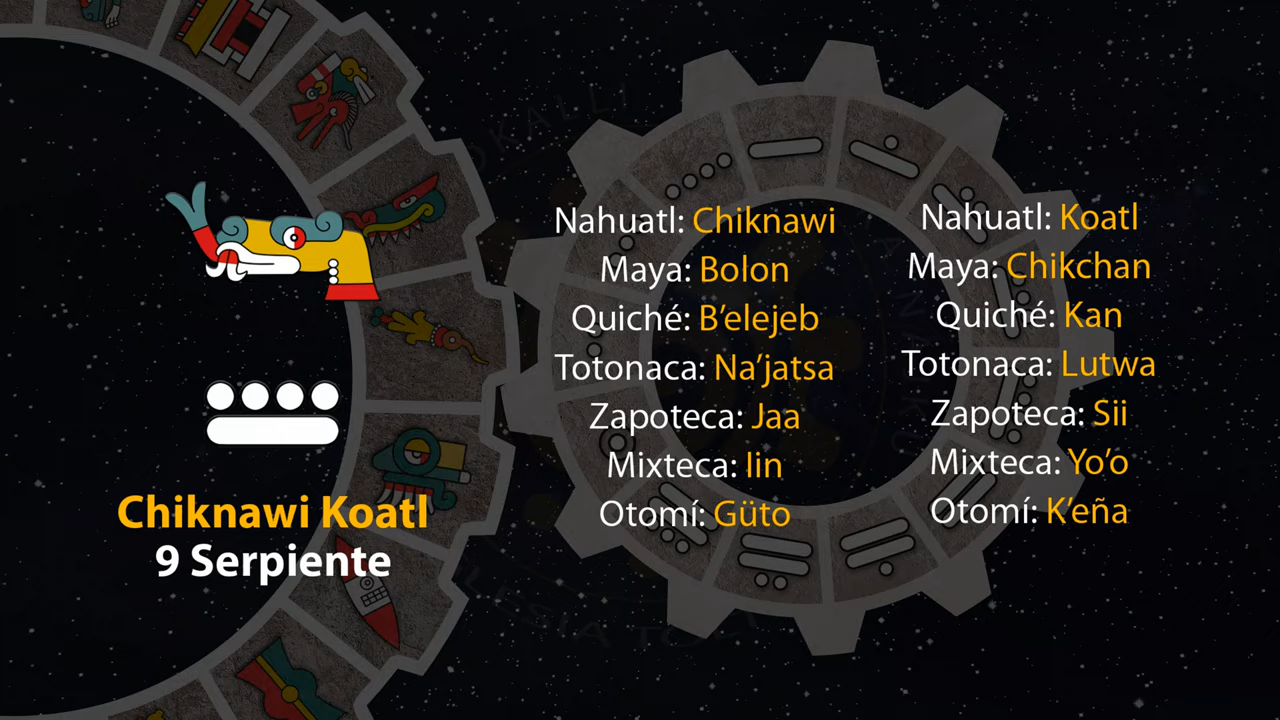 Nahuatl: Chiknawi
Maya: Bolon
Quiché: B’elejeb
Totonaca: Na’jatsa
Zapoteca: Jaa
Mixteca: Iin
Otomí: Güto
Nahuatl: Koatl
Maya: Chikchan
Quiché: Kan
Totonaca: Lutwa
Zapoteca: Sii
Mixteca: Yo’o
Otomí: K’eña
Chiknawi Koatl
9 Serpiente